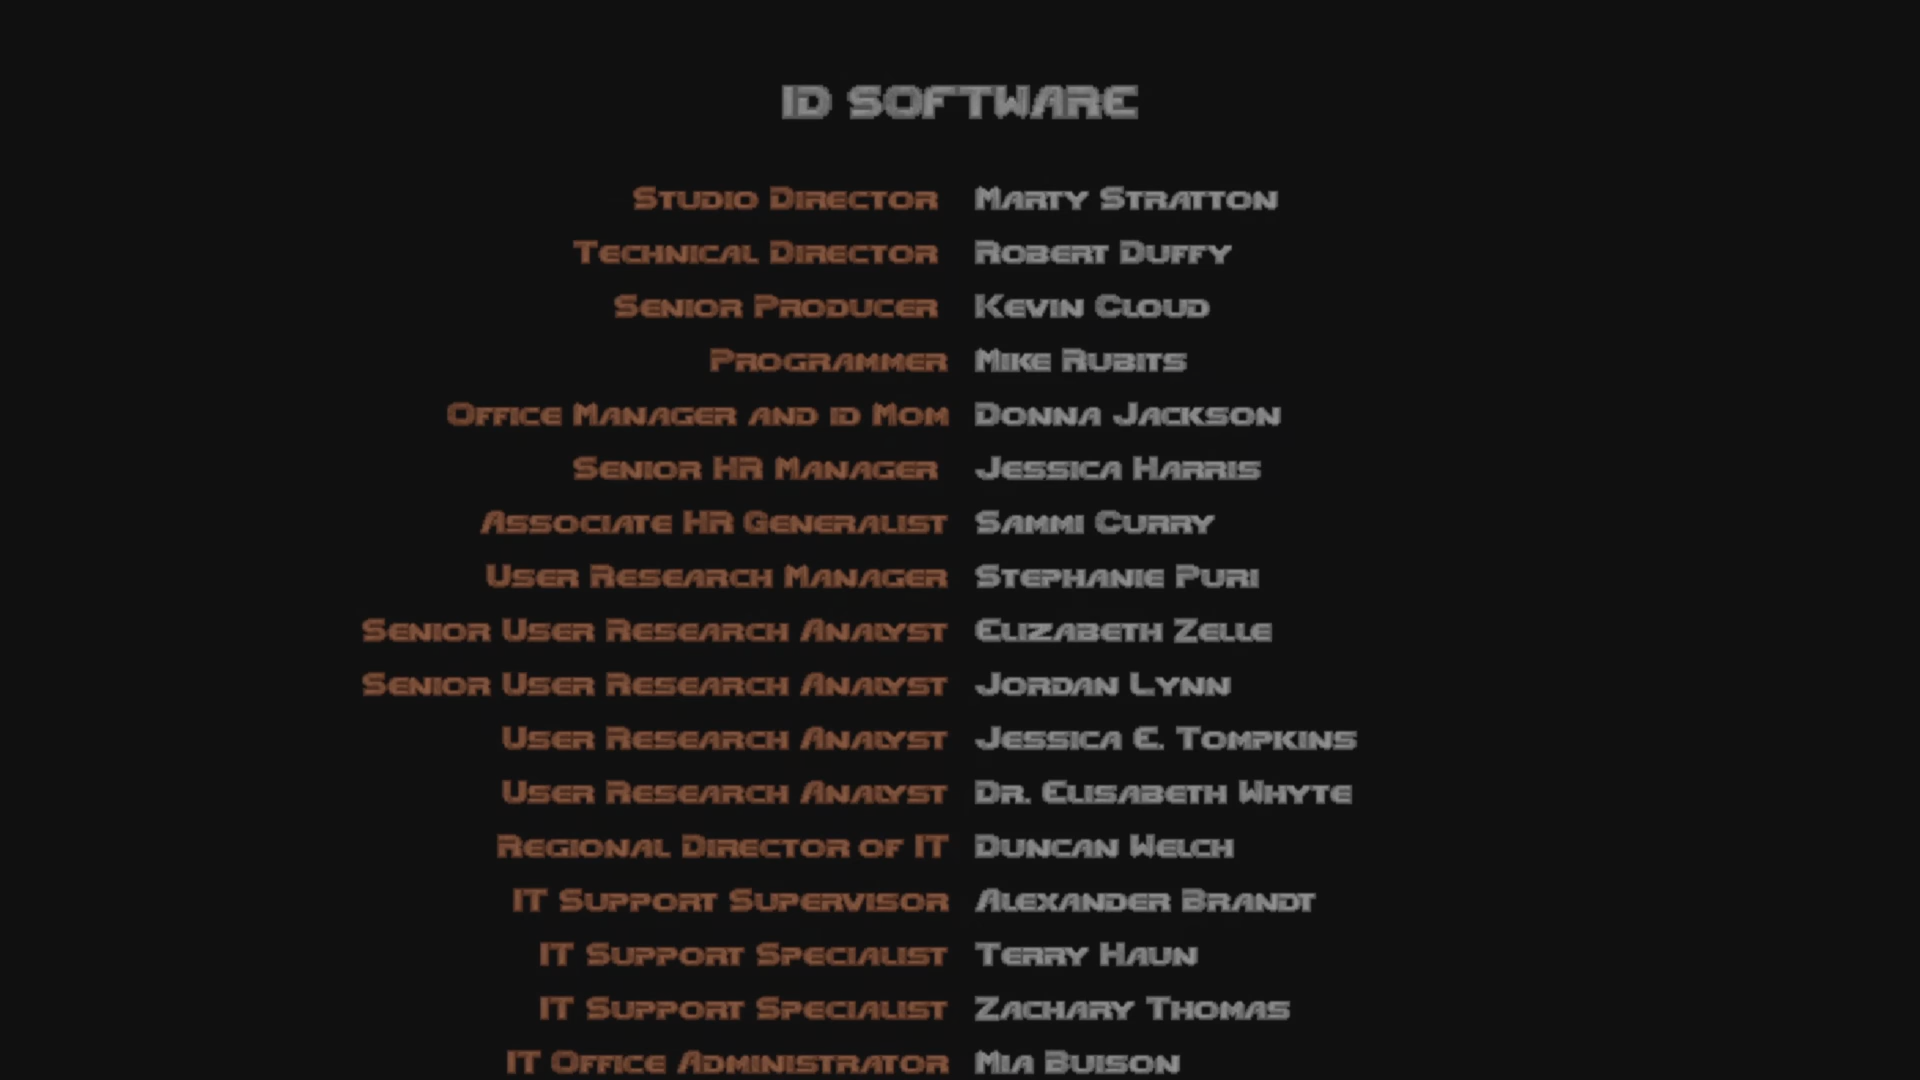 ID SOFTWARE
STUDIO DIRECTOR MARTY STRATTON
TECHNICAL DIRECTOR ROBERT DUFFY
SENIOR PRODUCER KEVIN CLOUD
PROGRAMMER MIKE RUBITS
OFFICE MANAGER AND ID MOM DONNA JACKSON
SENIOR HR MANAGER JESSICA HARRIS
ASSOCIATE HR GENERALIST SAMMI CURRY
USER RESEARCH MANAGER STEPHANIE PURI
SENIOR USER RESEARCH ANALYST ELIZABETH ZELLE
SENIOR USER RESEARCH ANALYST JORDAN LYNN
USER RESEARCH ANALYST JESSICA E. TOMPKINS
USER RESEARCH ANALYST DR. ELISABETH WHYTE
REGIONAL DIRECTOR OF IT DUNCAN WELCH
IT SUPPORT SUPERVISOR ALEXANDER BRANDT
IT SUPPORT SPECIALIST TERRY HAUN
IT SUPPORT SPECIALIST ZACHARY THOMAS
IT OFFICE ADMINISTRATOR MIA BUISON